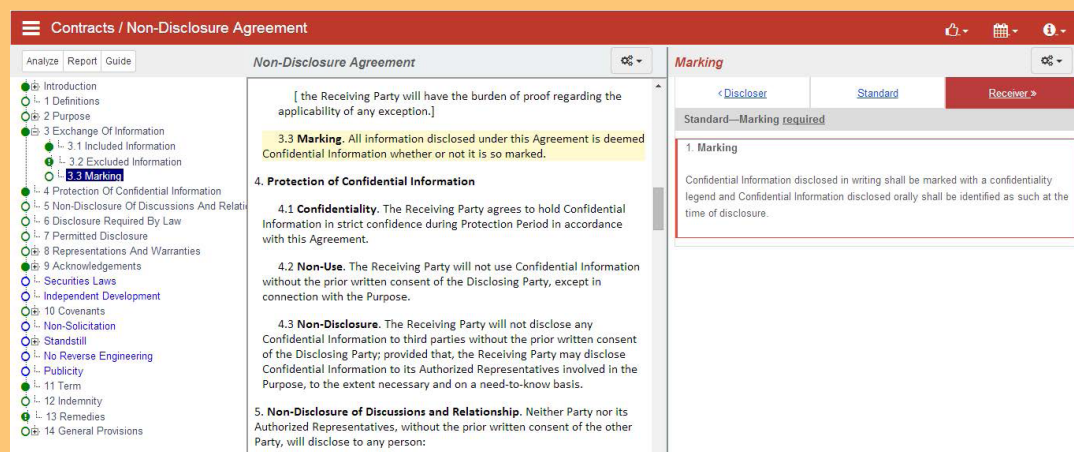 Contracts / Non-Disclosure Agreement
Analyze Report Guide
Introduction
1 Definitions
2 Purpose
3 Exchange Of Information
3.1 Included Information
3.2 Excluded Information
3.3 Marking
4 Protection Of Confidential Information
5 Non-Disclosure Of Discussions And Relati
6 Disclosure Required By Law
7 Permitted Disclosure
8 Representations And Warranties
9 Acknowledgements
Securities Laws
Independent Development
10 Covenants
Non-Solicitation
Standstill
No Reverse Engineering
Publicity
11 Term
12 Indemnity
13 Remedies
14 General Provisions
Non-Disclosure Agreement
[ the Receiving Party will have the burden of proof regarding the
applicability of any exception.]
3.3 Marking. All information disclosed under this Agreement is deemed
Confidential Information whether or not it is so marked.
4. Protection of Confidential Information
4.1 Confidentiality. The Receiving Party agrees to hold Confidential
Information in strict confidence during Protection Period in accordance
with this Agreement.
4.2 Non-Use. The Receiving Party will not use Confidential Information
without the prior written consent of the Disclosing Party, except in
connection with the Purpose.
4.3 Non-Disclosure. The Receiving Party will not disclose any
Confidential Information to third parties without the prior written consent
of the Disclosing Party; provided that, the Receiving Party may disclose
Confidential Information to its Authorized Representatives involved in the
Purpose, to the extent necessary and on a need-to-know basis.
5. Non-Disclosure of Discussions and Relationship. Neither Party nor its
Authorized Representatives, without the prior written consent of the other
Party, will disclose to any person:
Marking
< Discloser Standard Receiver »
Standard—Marking required
1. Marking
Confidential Information disclosed in writing shall be marked with a confidentiality
legend and Confidential Information disclosed orally shall be identified as such at the
time of disclosure.